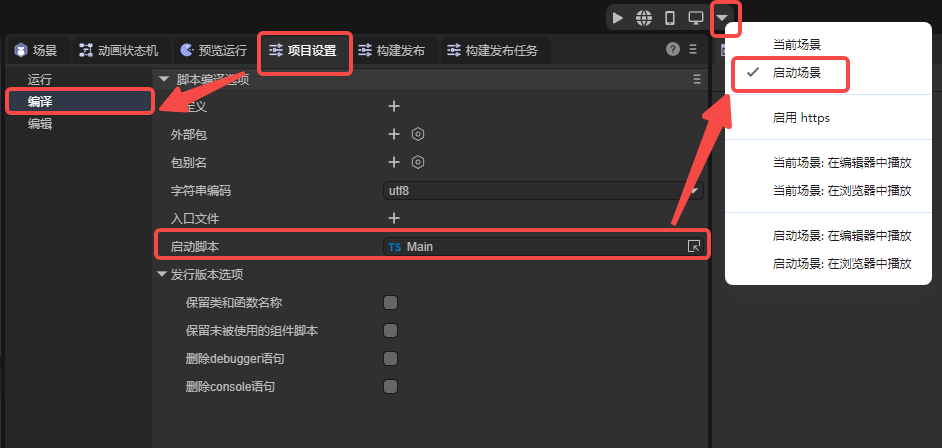 场景
动画状态机
预览运行
项目设置
构建发布
构建发布任务
运行
编译
编辑
脚本编译选项
定义
外部包
包别名
字符串编码
utf8
入口文件
启动脚本
TS Main
发行版本选项
保留类和函数名称
保留未被使用的组件脚本
删除debugger语句
删除console语句
当前场景
启动场景
启用 https
当前场景: 在编辑器中播放
当前场景: 在浏览器中播放
启动场景: 在编辑器中播放
启动场景: 在浏览器中播放